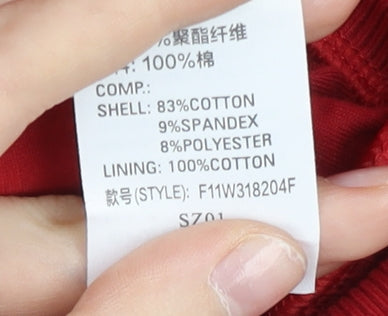 %聚酯纤维
: 100%棉
COMP.:
SHELL: 83%COTTON
9%SPANDEX
8%POLYESTER
LINING: 100%COTTON
款号(STYLE): F11W318204F
SZ01